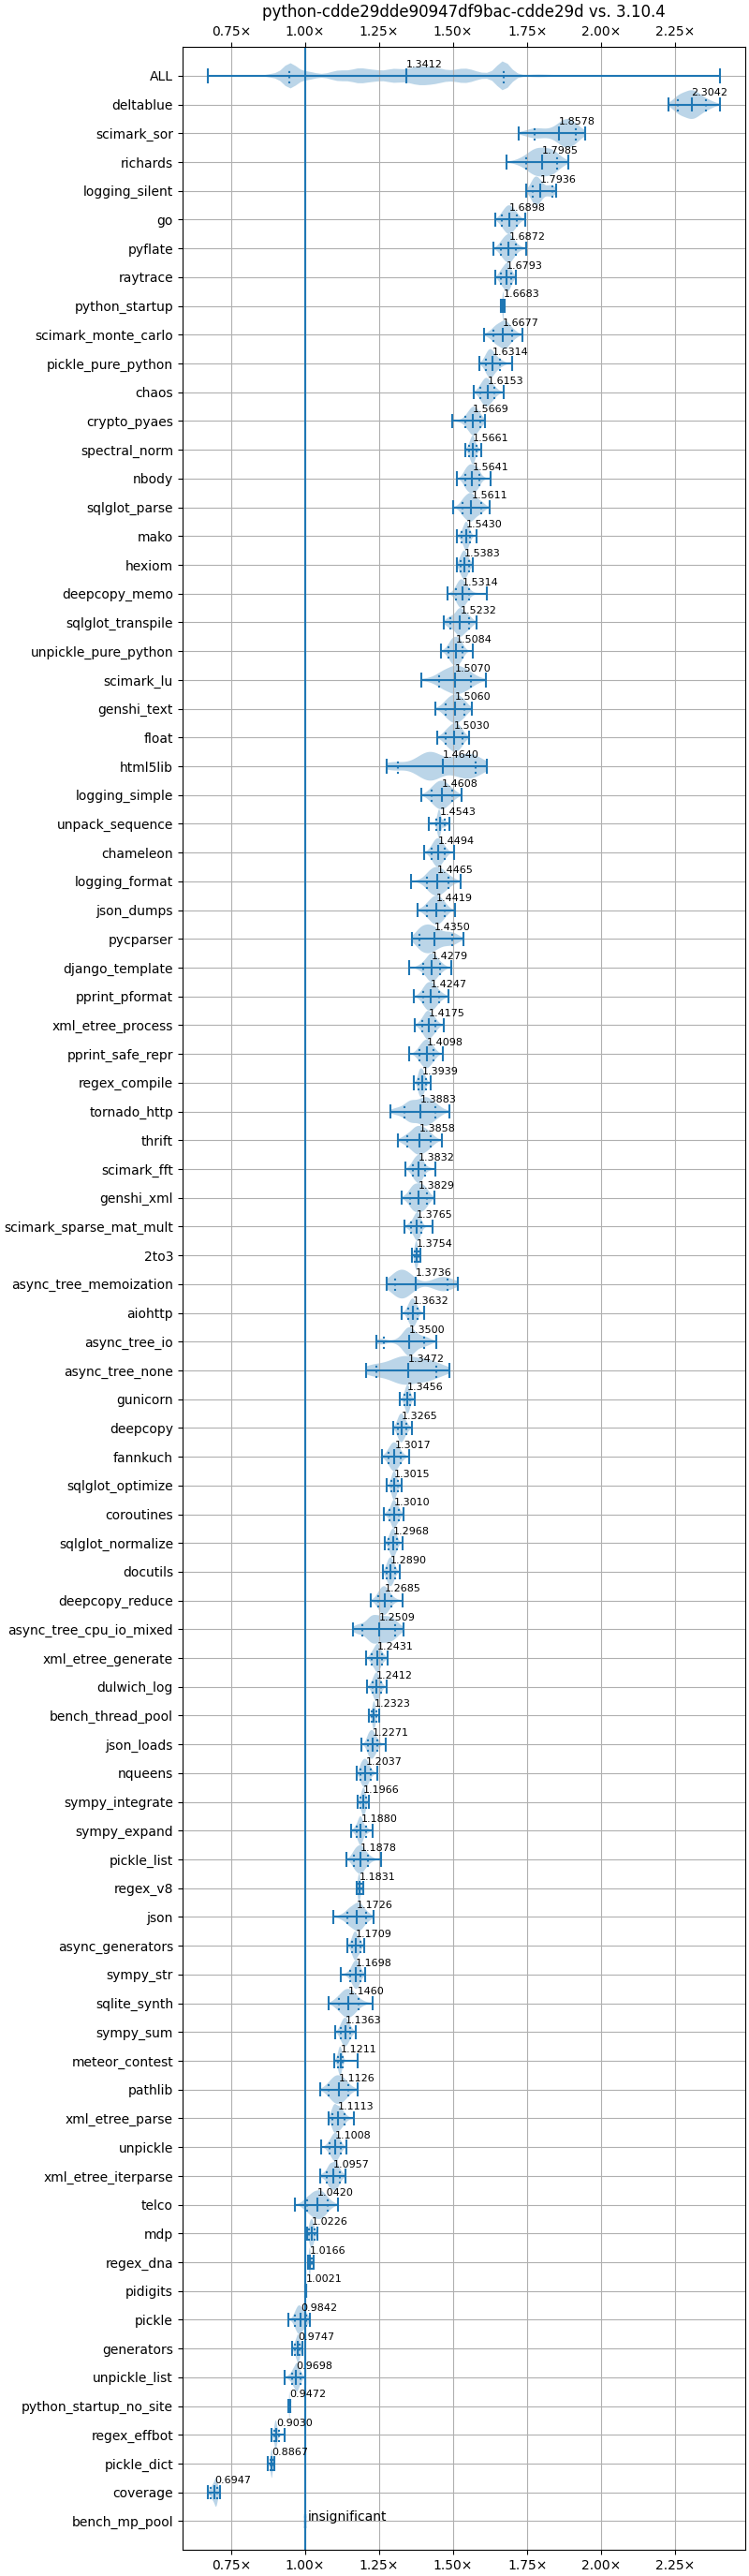 python-cdde29dde90947df9bac-cdde29d vs. 3.10.4
0.75× 1.00× 1.25× 1.50× 1.75× 2.00× 2.25×
ALL 1.3412
deltablue 2.3042
scimark_sor 1.8578
richards 1.7985
logging_silent 1.7936
go 1.6898
pyflate 1.6872
raytrace 1.6793
python_startup 1.6683
scimark_monte_carlo 1.6677
pickle_pure_python 1.6314
chaos 1.6153
crypto_pyaes 1.5669
spectral_norm 1.5661
nbody 1.5641
sqlglot_parse 1.5611
mako 1.5430
hexiom 1.5383
deepcopy_memo 1.5314
sqlglot_transpile 1.5232
unpickle_pure_python 1.5084
scimark_lu 1.5070
genshi_text 1.5060
float 1.5030
html5lib 1.4640
logging_simple 1.4608
unpack_sequence 1.4543
chameleon 1.4494
logging_format 1.4465
json_dumps 1.4419
pycparser 1.4350
django_template 1.4279
pprint_pformat 1.4247
xml_etree_process 1.4175
pprint_safe_repr 1.4098
regex_compile 1.3939
tornado_http 1.3883
thrift 1.3858
scimark_fft 1.3832
genshi_xml 1.3829
scimark_sparse_mat_mult 1.3765
2to3 1.3754
async_tree_memoization 1.3736
aiohttp 1.3632
async_tree_io 1.3500
async_tree_none 1.3472
gunicorn 1.3456
deepcopy 1.3265
fannkuch 1.3017
sqlglot_optimize 1.3015
coroutines 1.3010
sqlglot_normalize 1.2968
docutils 1.2890
deepcopy_reduce 1.2685
async_tree_cpu_io_mixed 1.2509
xml_etree_generate 1.2431
dulwich_log 1.2412
bench_thread_pool 1.2323
json_loads 1.2271
nqueens 1.2037
sympy_integrate 1.1966
sympy_expand 1.1880
pickle_list 1.1878
regex_v8 1.1831
json 1.1726
async_generators 1.1709
sympy_str 1.1698
sqlite_synth 1.1460
sympy_sum 1.1363
meteor_contest 1.1211
pathlib 1.1126
xml_etree_parse 1.1113
unpickle 1.1008
xml_etree_iterparse 1.0957
telco 1.0420
mdp 1.0226
regex_dna 1.0166
pidigits 1.0021
pickle 0.9842
generators 0.9747
unpickle_list 0.9698
python_startup_no_site 0.9472
regex_effbot 0.9030
pickle_dict 0.8867
coverage 0.6947
bench_mp_pool insignificant
0.75× 1.00× 1.25× 1.50× 1.75× 2.00× 2.25×